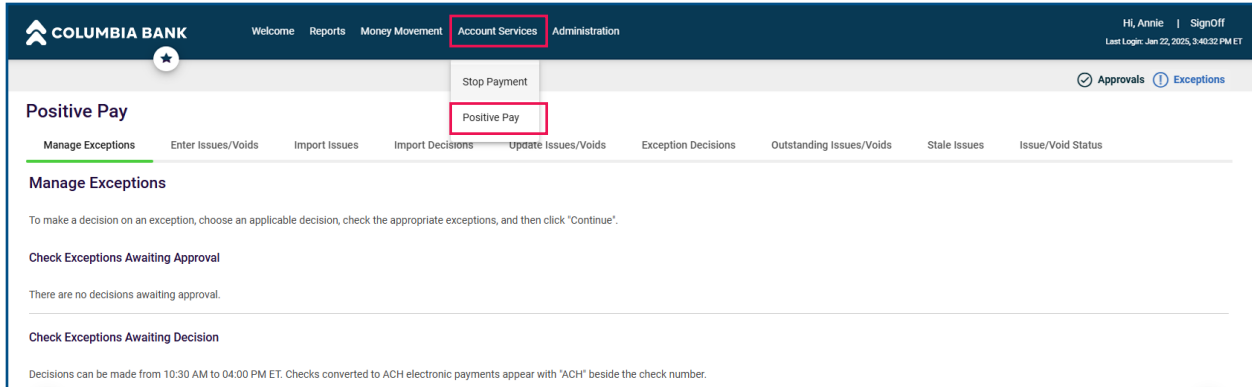 COLUMBIA BANK
Welcome Reports Money Movement Account Services Administration
Hi, Annie | SignOff
Last Login: Jan 22, 2025, 3:40:32 PM ET
Stop Payment
Positive Pay
Approvals Exceptions
Positive Pay
Manage Exceptions Enter Issues/Voids Import Issues Import Decisions Update Issues/Voids Exception Decisions Outstanding Issues/Voids Stale Issues Issue/Void Status
Manage Exceptions
To make a decision on an exception, choose an applicable decision, check the appropriate exceptions, and then click "Continue".
Check Exceptions Awaiting Approval
There are no decisions awaiting approval.
Check Exceptions Awaiting Decision
Decisions can be made from 10:30 AM to 04:00 PM ET. Checks converted to ACH electronic payments appear with "ACH" beside the check number.